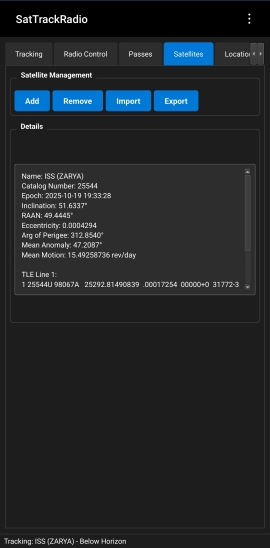 SatTrackRadio
Tracking Radio Control Passes Satellites Locatio
Satellite Management
Add Remove Import Export
Details
Name: ISS (ZARYA)
Catalog Number: 25544
Epoch: 2025-10-19 19:33:28
Inclination: 51.6337°
RAAN: 49.4445°
Eccentricity: 0.0004294
Arg of Perigee: 312.8540°
Mean Anomaly: 47.2087°
Mean Motion: 15.49258736 rev/day
TLE Line 1:
1 25544U 98067A   25292.81490839  .00017254  00000+0  31772-3
Tracking: ISS (ZARYA) - Below Horizon